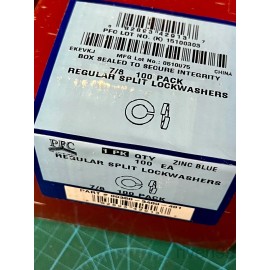 PFC LOT NO. (K) 15100303
EKEVKJ
MFG Lot No.: 0510075
CHINA
BOX SEALED TO SECURE INTEGRITY
7/8 100 PACK
REGULAR SPLIT LOCKWASHERS
PFC
1 PK QTY
100 EA
ZINC BLUE
REGULAR SPLIT LOCKWASHERS
7/8 100 PACK